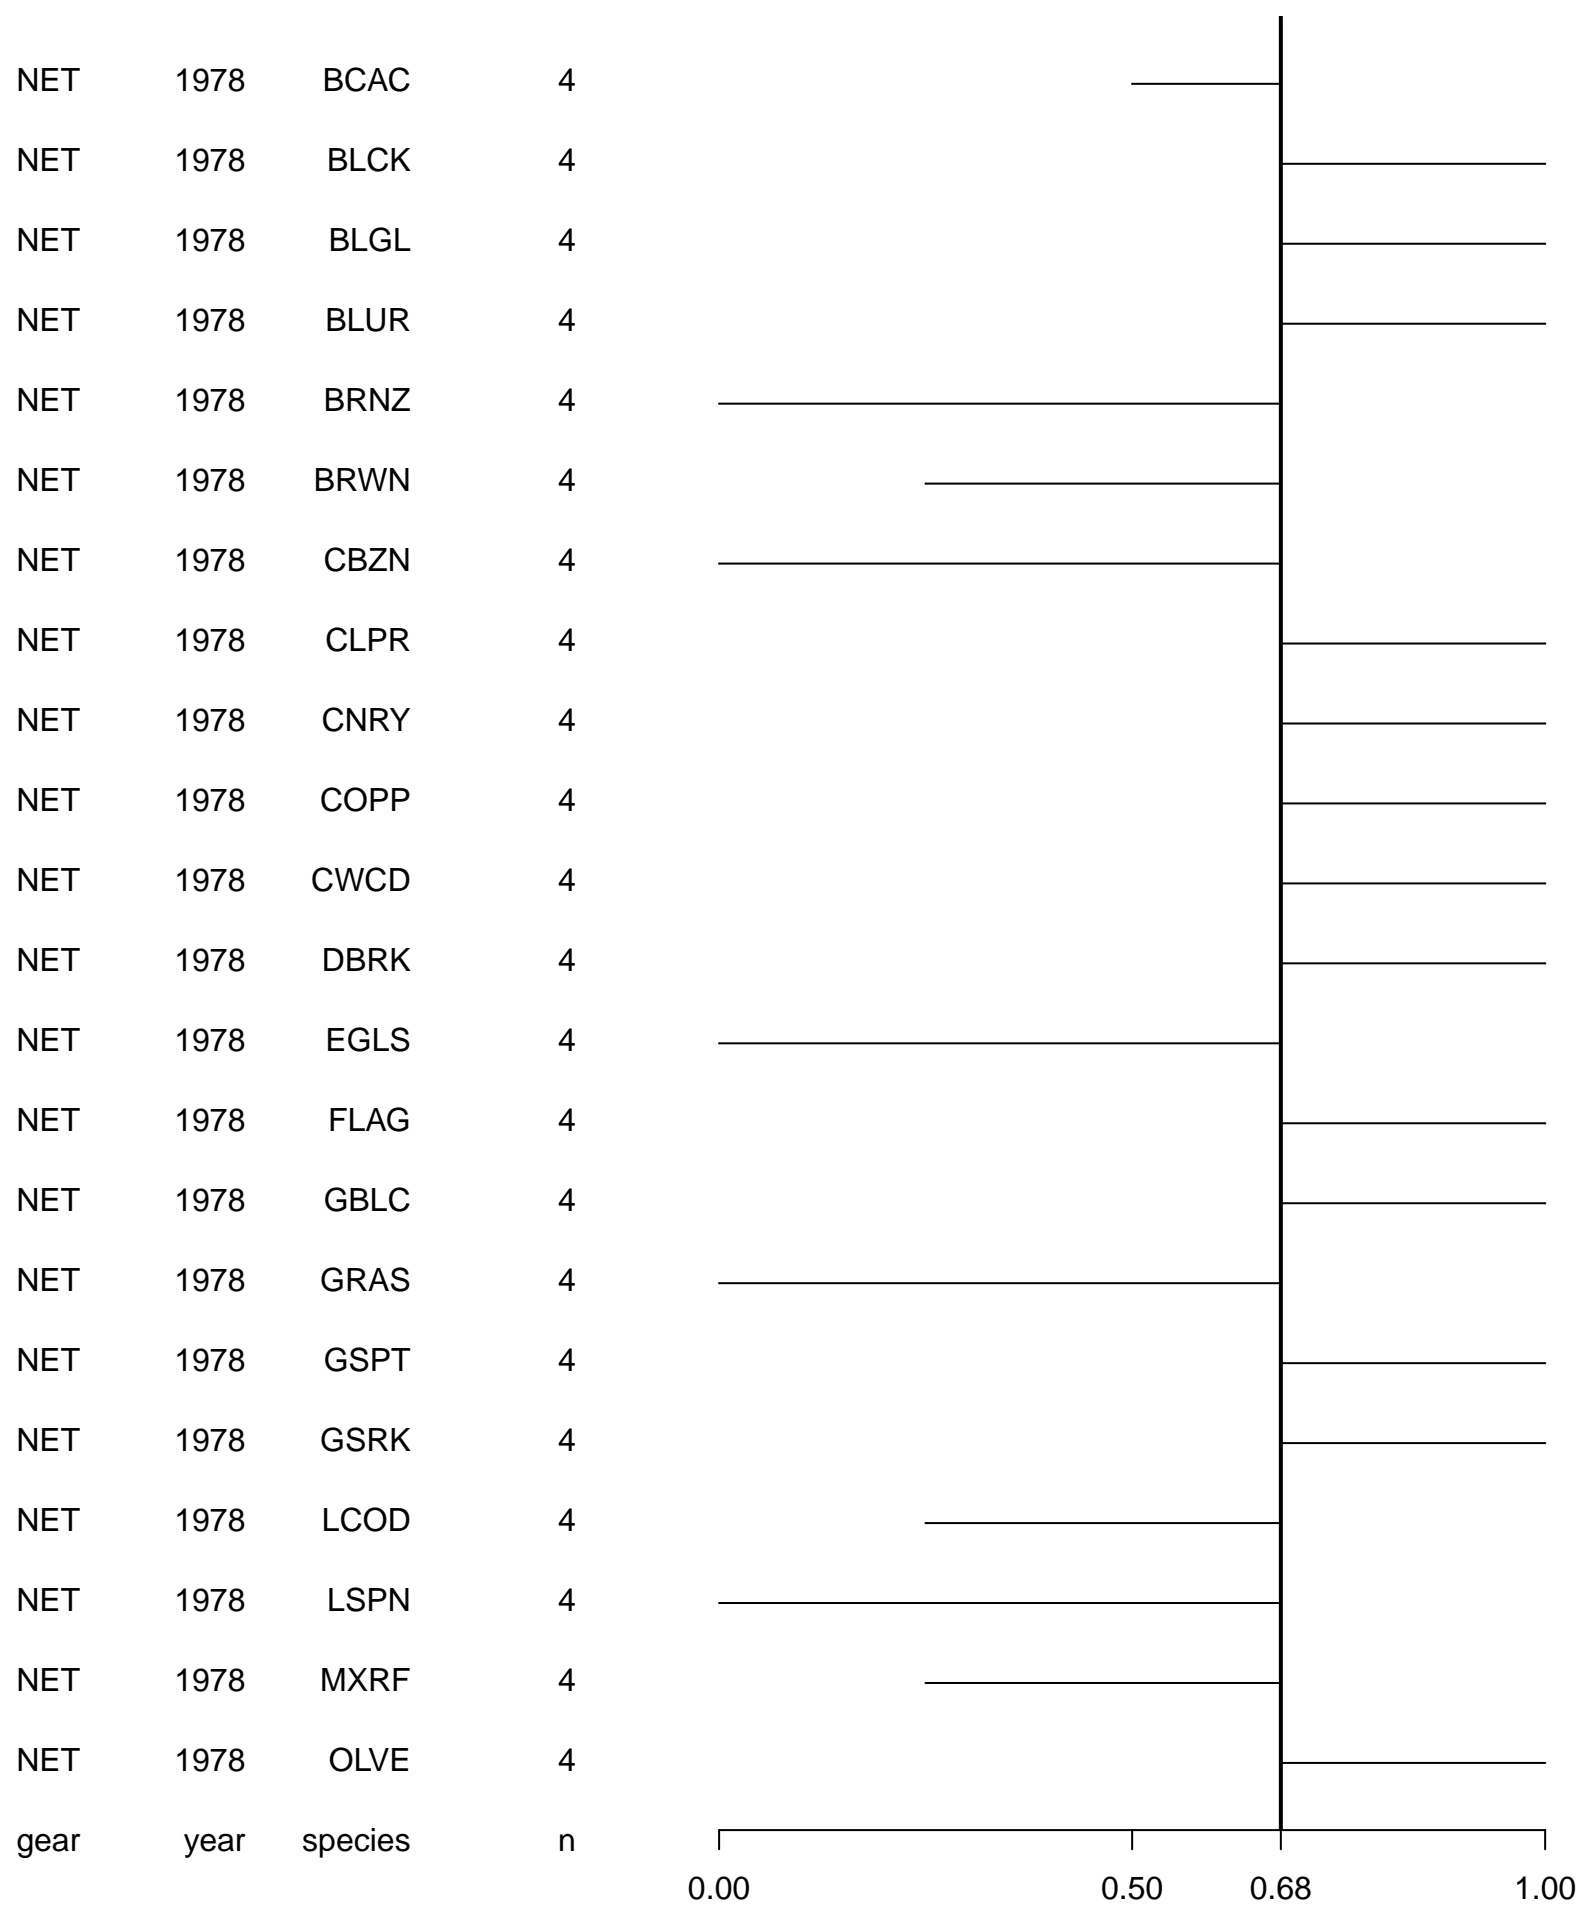 NET 1978 BCAC 4
NET 1978 BLCK 4
NET 1978 BLGL 4
NET 1978 BLUR 4
NET 1978 BRNZ 4
NET 1978 BRWN 4
NET 1978 CBZN 4
NET 1978 CLPR 4
NET 1978 CNRY 4
NET 1978 COPP 4
NET 1978 CWCD 4
NET 1978 DBRK 4
NET 1978 EGLS 4
NET 1978 FLAG 4
NET 1978 GBLC 4
NET 1978 GRAS 4
NET 1978 GSPT 4
NET 1978 GSRK 4
NET 1978 LCOD 4
NET 1978 LSPN 4
NET 1978 MXRF 4
NET 1978 OLVE 4
gear year species n
0.00 0.50 0.68 1.00